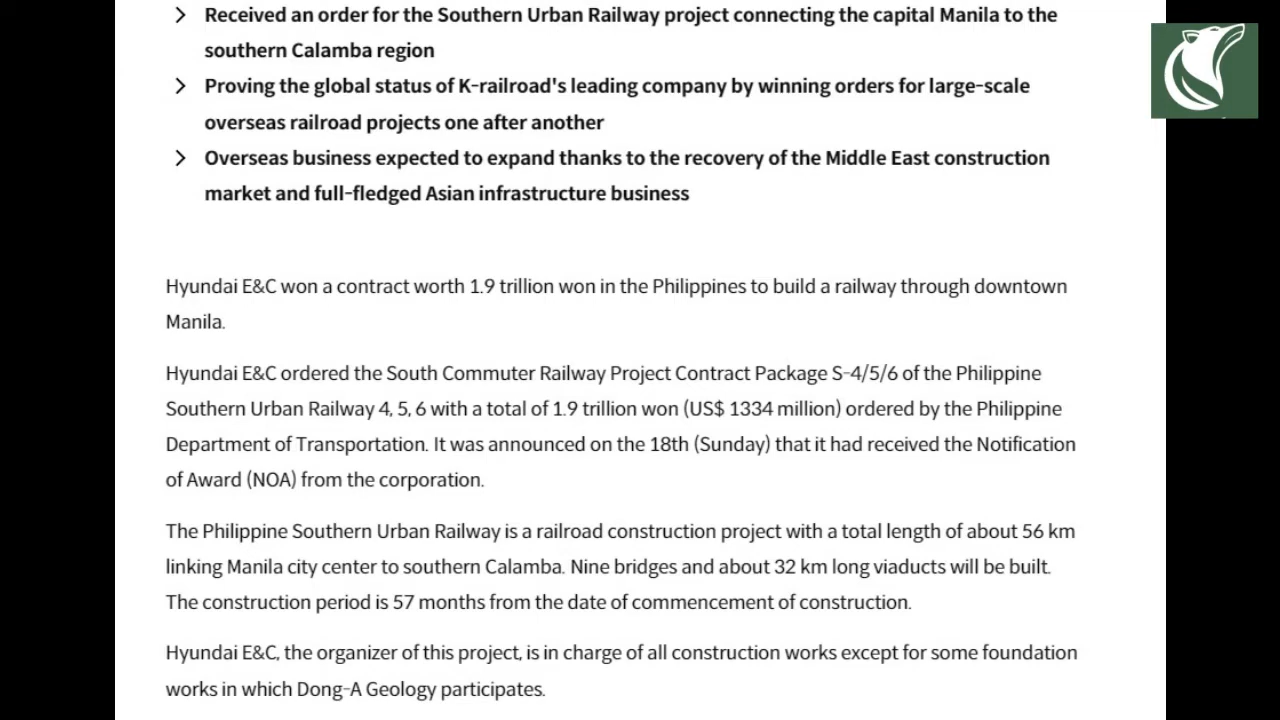 Received an order for the Southern Urban Railway project connecting the capital Manila to the
southern Calamba region
Proving the global status of K-railroad's leading company by winning orders for large-scale
overseas railroad projects one after another
Overseas business expected to expand thanks to the recovery of the Middle East construction
market and full-fledged Asian infrastructure business
Hyundai E&C won a contract worth 1.9 trillion won in the Philippines to build a railway through downtown
Manila.
Hyundai E&C ordered the South Commuter Railway Project Contract Package S-4/5/6 of the Philippine
Southern Urban Railway 4, 5, 6 with a total of 1.9 trillion won (US$ 1334 million) ordered by the Philippine
Department of Transportation. It was announced on the 18th (Sunday) that it had received the Notification
of Award (NOA) from the corporation.
The Philippine Southern Urban Railway is a railroad construction project with a total length of about 56 km
linking Manila city center to southern Calamba. Nine bridges and about 32 km long viaducts will be built.
The construction period is 57 months from the date of commencement of construction.
Hyundai E&C, the organizer of this project, is in charge of all construction works except for some foundation
works in which Dong-A Geology participates.